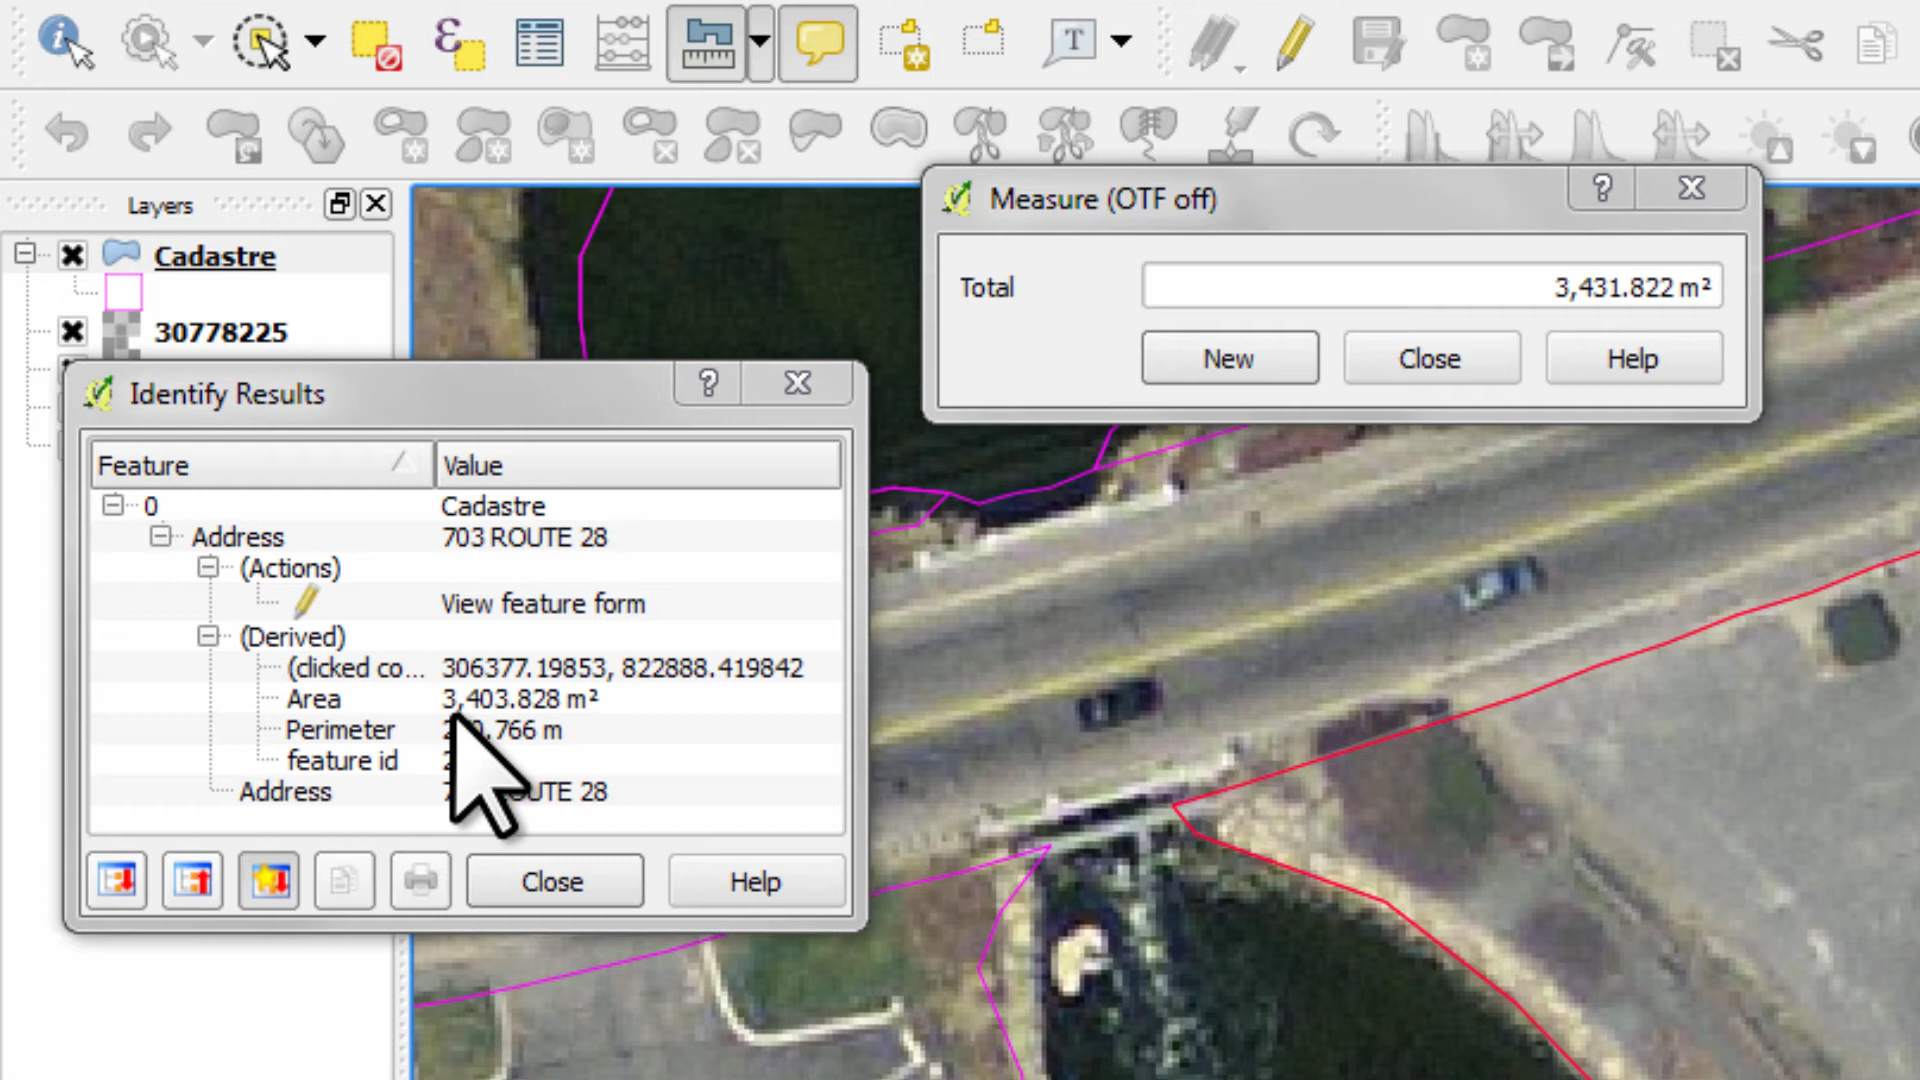 T
Layers
Cadastre
30778225
Measure (OTF off)
?
Total
3,431.822 m²
New
Close
Help
Identify Results
?
Feature
Value
0
Cadastre
Address
703 ROUTE 28
(Actions)
View feature form
(Derived)
(clicked co...
306377.19853, 822888.419842
Area
3,403.828 m²
Perimeter
766 m
feature id
Address
ROUTE 28
Close
Help